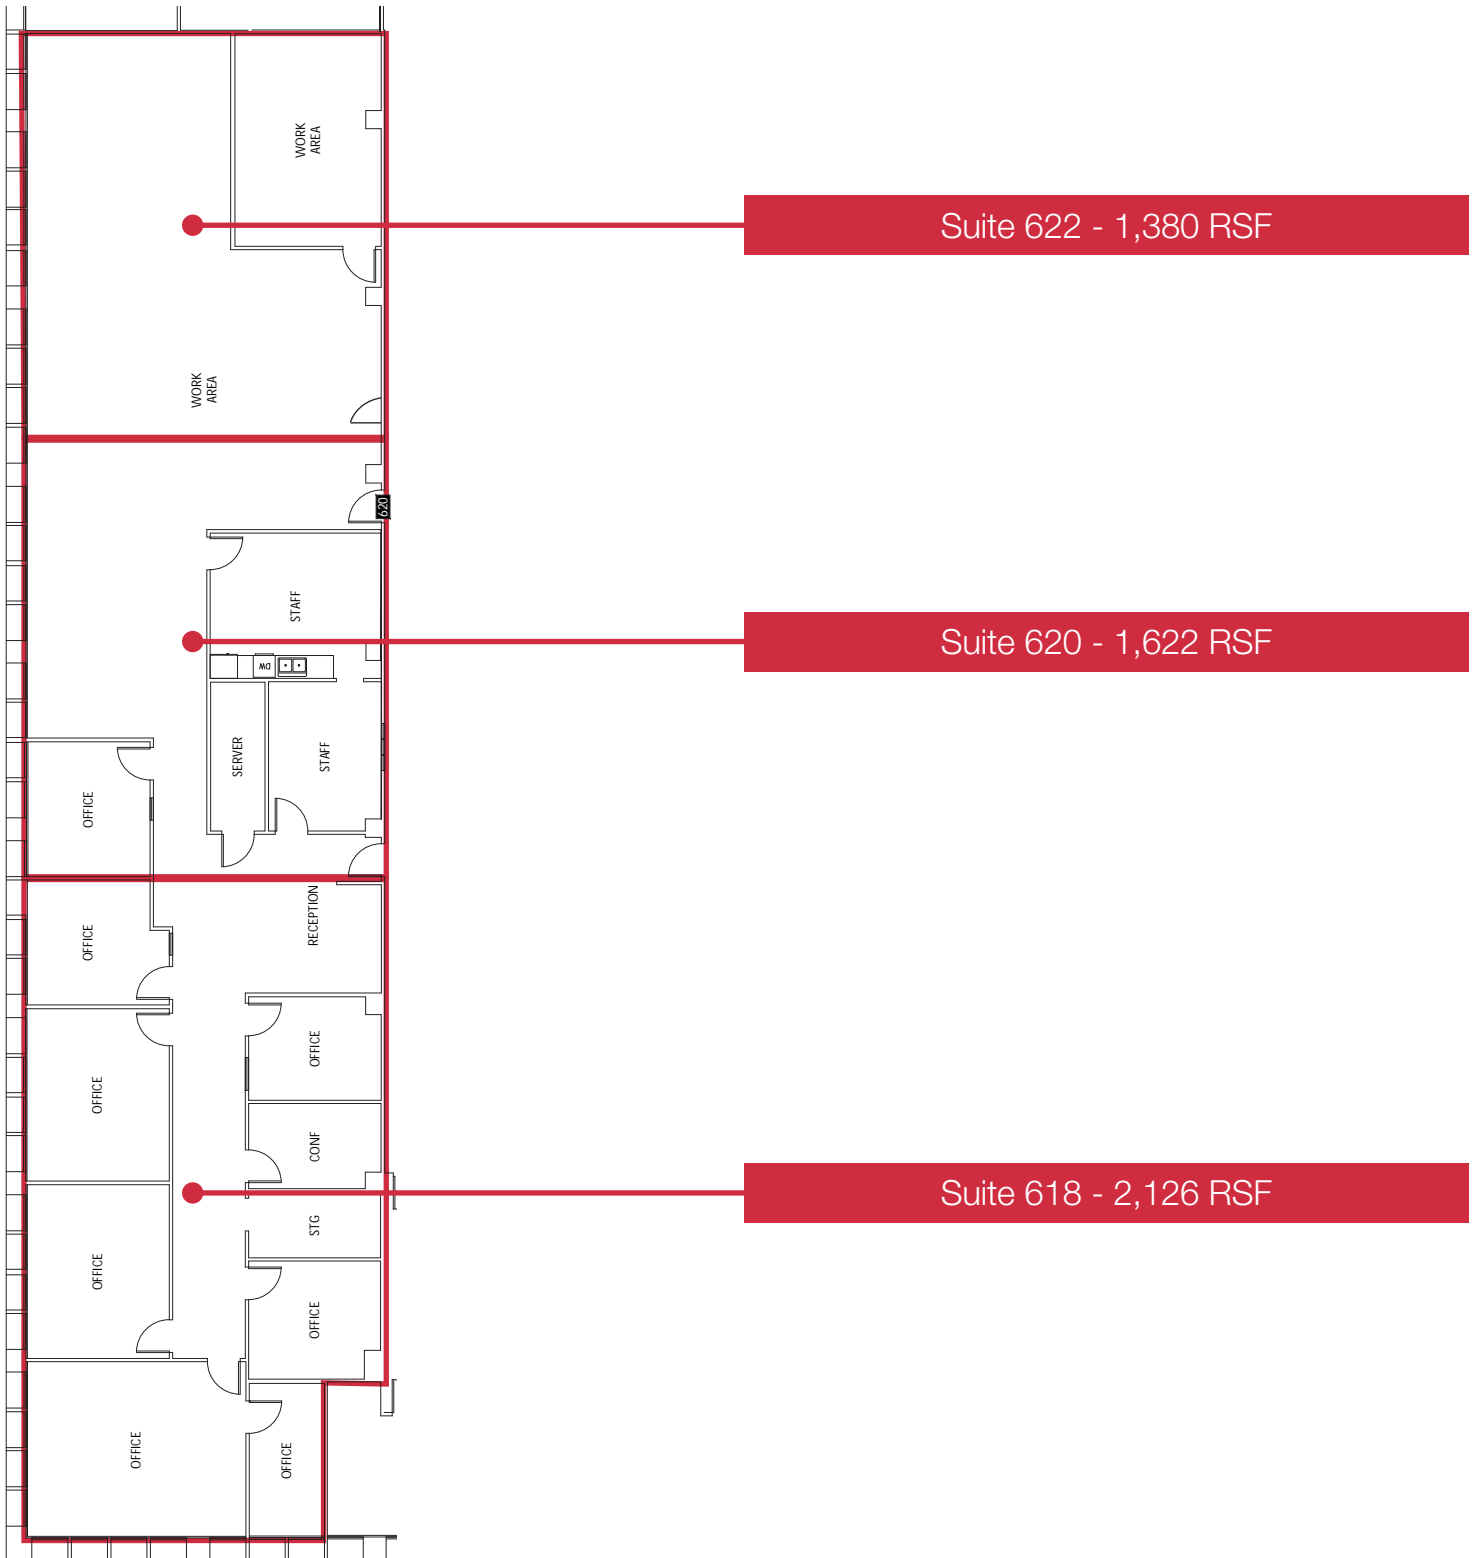 WORK
AREA
Suite 622 - 1,380 RSF
WORK
AREA
620
STAFF
Suite 620 - 1,622 RSF
DW
SERVER
STAFF
OFFICE
RECEPTION
OFFICE
OFFICE
OFFICE
CONF
Suite 618 - 2,126 RSF
STG
OFFICE
OFFICE
OFFICE
OFFICE